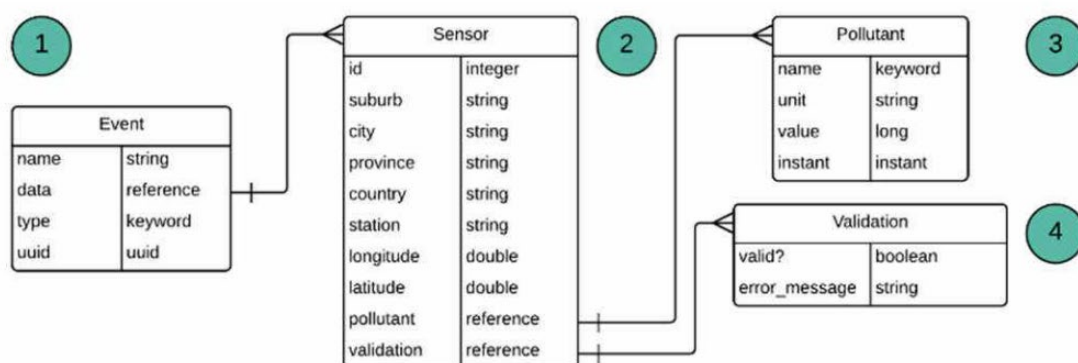 1
Event
name string
data reference
type keyword
uuid uuid
Sensor
id integer
suburb string
city string
province string
country string
station string
longitude double
latitude double
pollutant reference
validation reference
2
Pollutant
name keyword
unit string
value long
instant instant
3
Validation
valid? boolean
error_message string
4